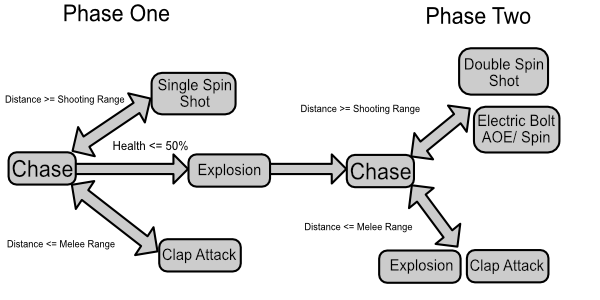 Phase One
Phase Two
Single Spin
Shot
Double Spin
Shot
Distance >= Shooting Range
Distance >= Shooting Range
Electric Bolt
AOE/ Spin
Health <= 50%
Chase
Explosion
Chase
Distance <= Melee Range
Distance <= Melee Range
Clap Attack
Explosion
Clap Attack